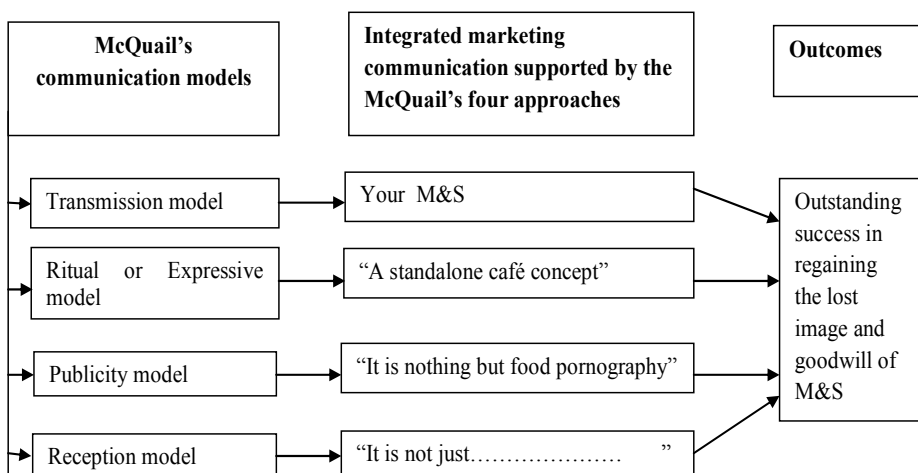 McQuail's
communication models
Integrated marketing
communication supported by the
McQuail's four approaches
Outcomes
Transmission model
Your M&S
Ritual or Expressive
model
“A standalone café concept”
Publicity model
“It is nothing but food pornography”
Reception model
“It is not just………………… ”
Outstanding
success in
regaining
the lost
image and
goodwill of
M&S